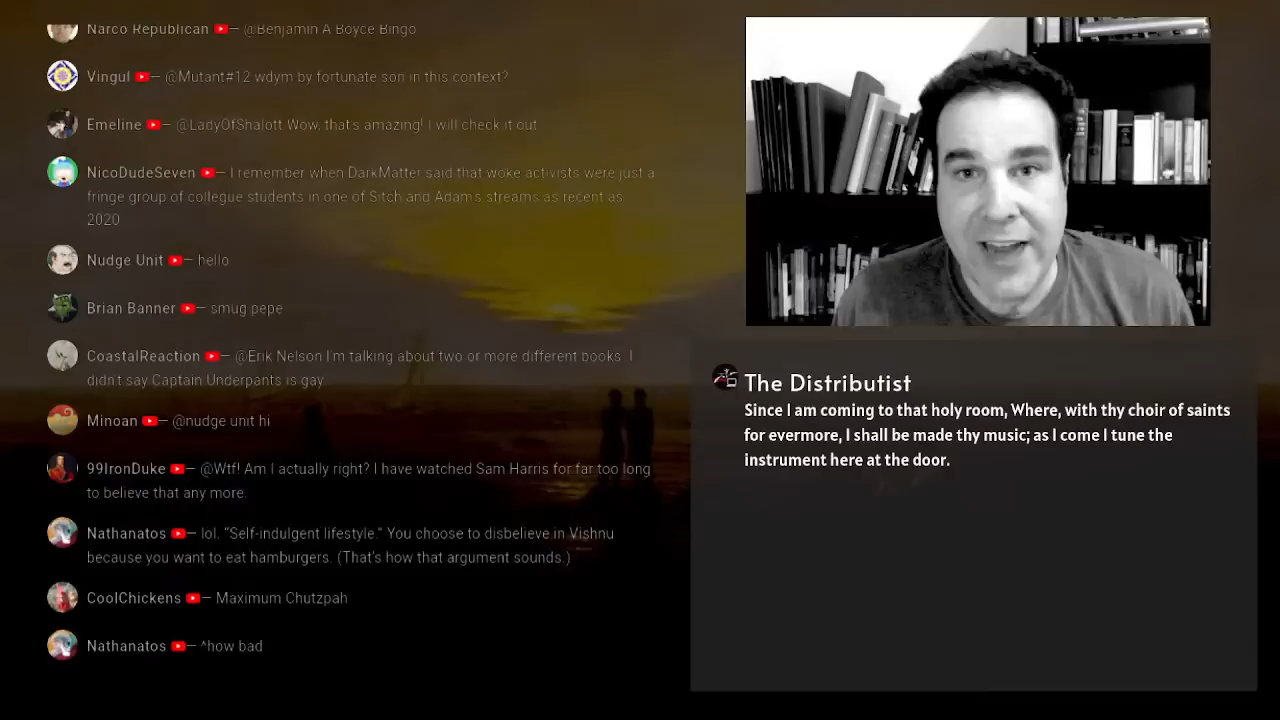 Narco Republican — @Benjamin A Boyce Bingo
Vingul — @Mutant#12 wdym by fortunate son in this context?
Emeline — @LadyOfShalott Wow, that's amazing! I will check it out
NicoDudeSeven — I remember when DarkMatter said that woke activists were just a
fringe group of collegue students in one of Sitch and Adam's streams as recent as
2020
Nudge Unit — hello
Brian Banner — smug pepe
CoastalReaction — @Erik Nelson I'm talking about two or more different books. I
didn't say Captain Underpants is gay.
Minoan — @nudge unit hi
99IronDuke — @Wtf! Am I actually right? I have watched Sam Harris for far too long
to believe that any more.
Nathanatos — lol. "Self-indulgent lifestyle." You choose to disbelieve in Vishnu
because you want to eat hamburgers. (That's how that argument sounds.)
CoolChickens — Maximum Chutzpah
Nathanatos — ^how bad
The Distributist
Since I am coming to that holy room, Where, with thy choir of saints
for evermore, I shall be made thy music; as I come I tune the
instrument here at the door.